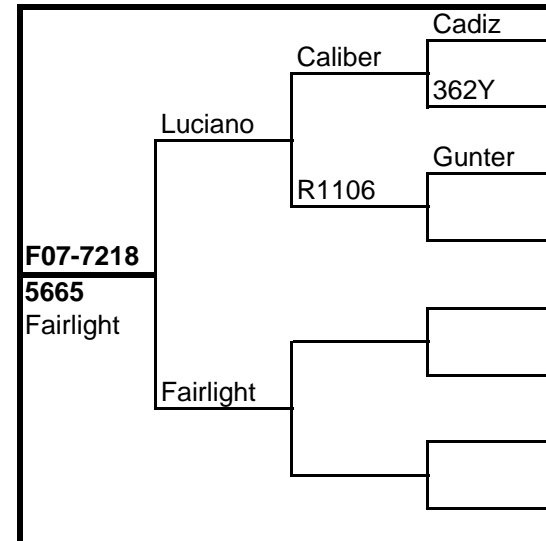 Cadiz
Caliber
362Y
Luciano
Gunter
R1106
F07-7218
5665
Fairlight
Fairlight